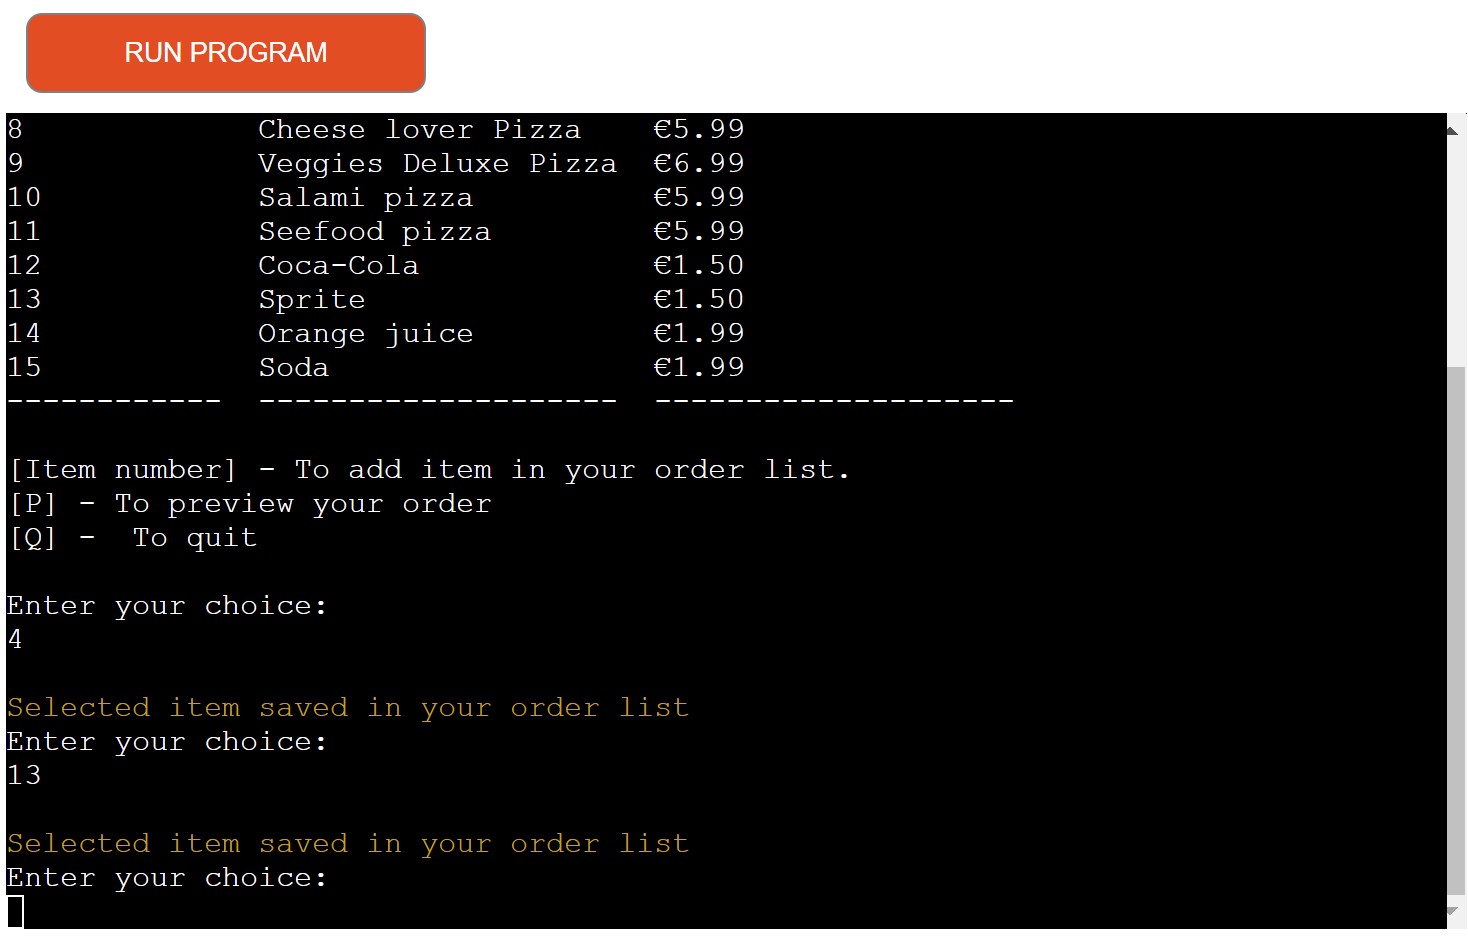 RUN PROGRAM
8 Cheese lover Pizza €5.99
9 Veggies Deluxe Pizza €6.99
10 Salami pizza €5.99
11 Seefood pizza €5.99
12 Coca-Cola €1.50
13 Sprite €1.50
14 Orange juice €1.99
15 Soda €1.99
------------ -------------------- --------------------
[Item number] - To add item in your order list.
[P] - To preview your order
[Q] -  To quit
Enter your choice:
4
Selected item saved in your order list
Enter your choice:
13
Selected item saved in your order list
Enter your choice: